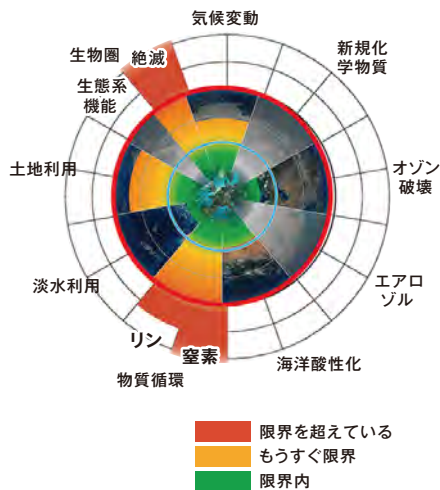 気候変動
新規化
学物質
オゾン
破壊
エアロ
ゾル
海洋酸性化
窒素
リン
物質循環
淡水利用
土地利用
生態系
機能
生物圏
絶滅
限界を超えている
もうすぐ限界
限界内